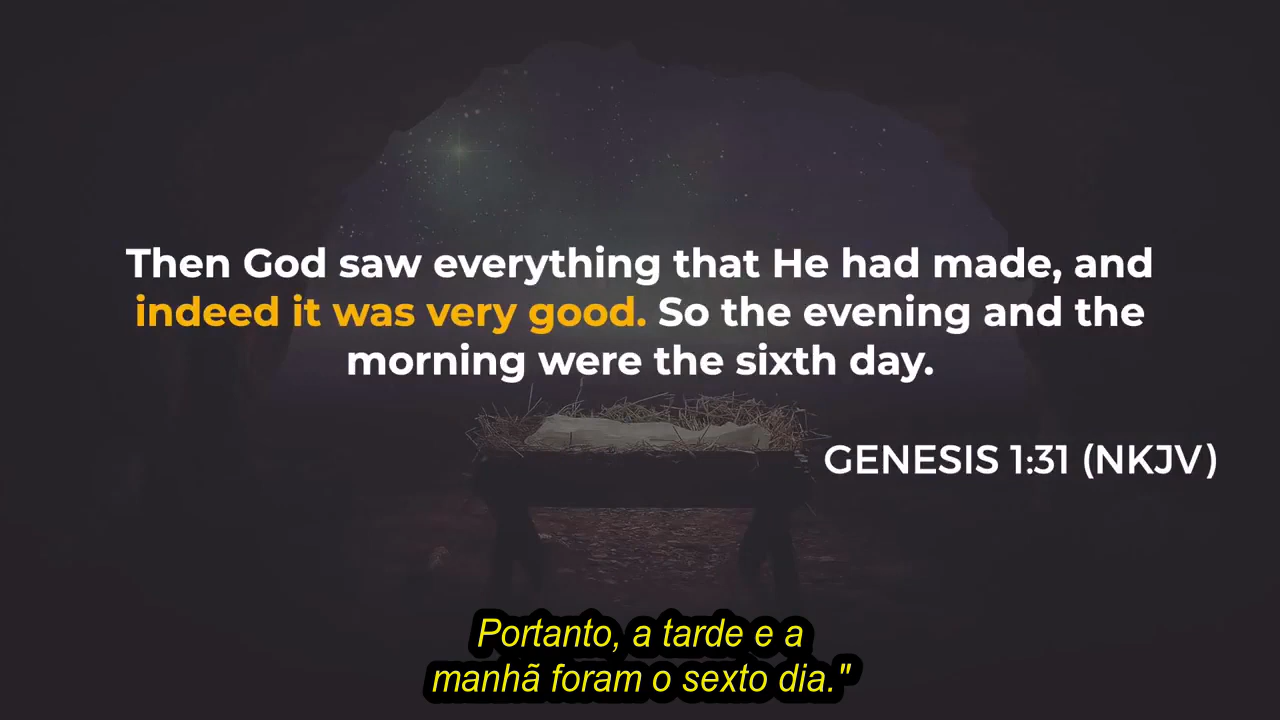 Then God saw everything that He had made, and
indeed it was very good. So the evening and the
morning were the sixth day.
GENESIS 1:31 (NKJV)
Portanto, a tarde e a
manhã foram o sexto dia."